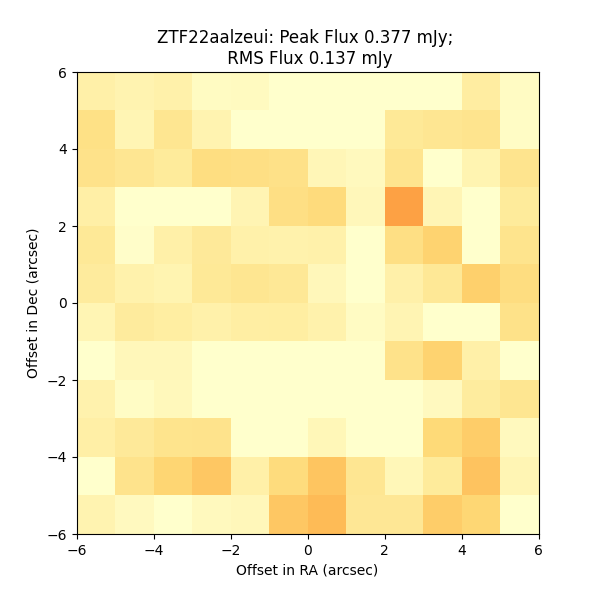 ZTF22aalzeui: Peak Flux 0.377 mJy;
RMS Flux 0.137 mJy
6
4
2
0
−2
−4
−6
Offset in Dec (arcsec)
−6 −4 −2 0 2 4 6
Offset in RA (arcsec)